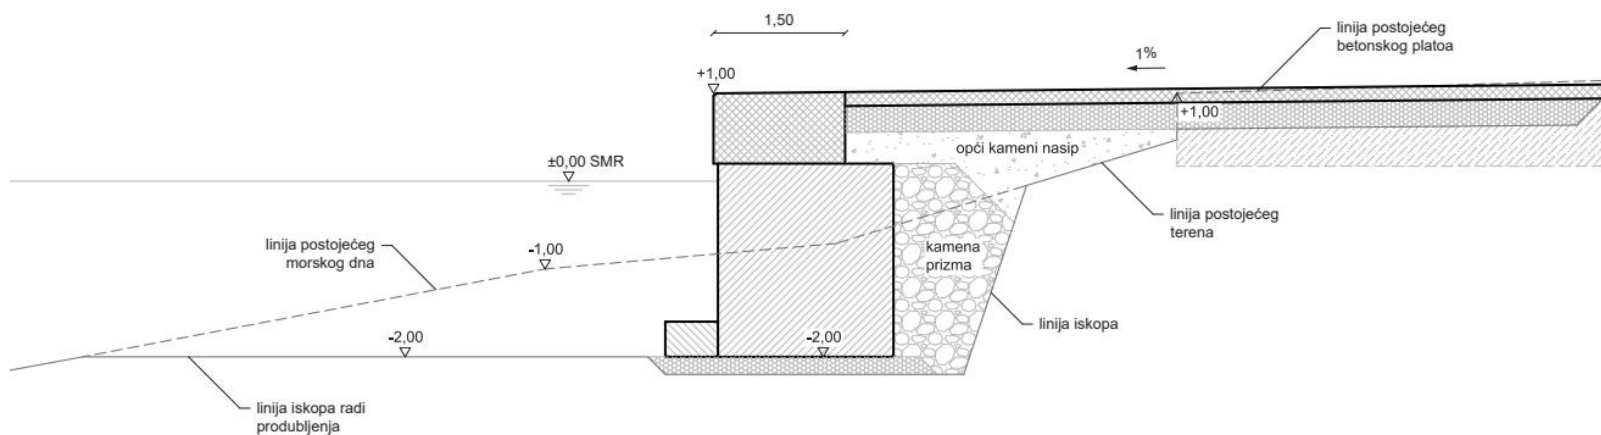 1,50
linija postojećeg
betonskog platoa
1%
+1,00
+1,00
opći kameni nasip
±0,00 SMR
linija postojećeg
terena
linija postojećeg
morskog dna
-1,00
kamena
prizma
linija iskopa
-2,00
-2,00
linija iskopa radi
produbljenja